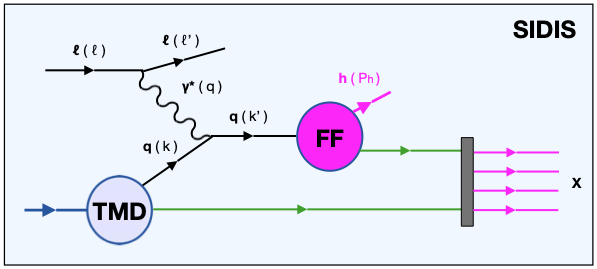 SIDIS
ℓ(ℓ)
ℓ(ℓ')
γ*(q)
h(Ph)
q(k)
q(k')
FF
TMD
x